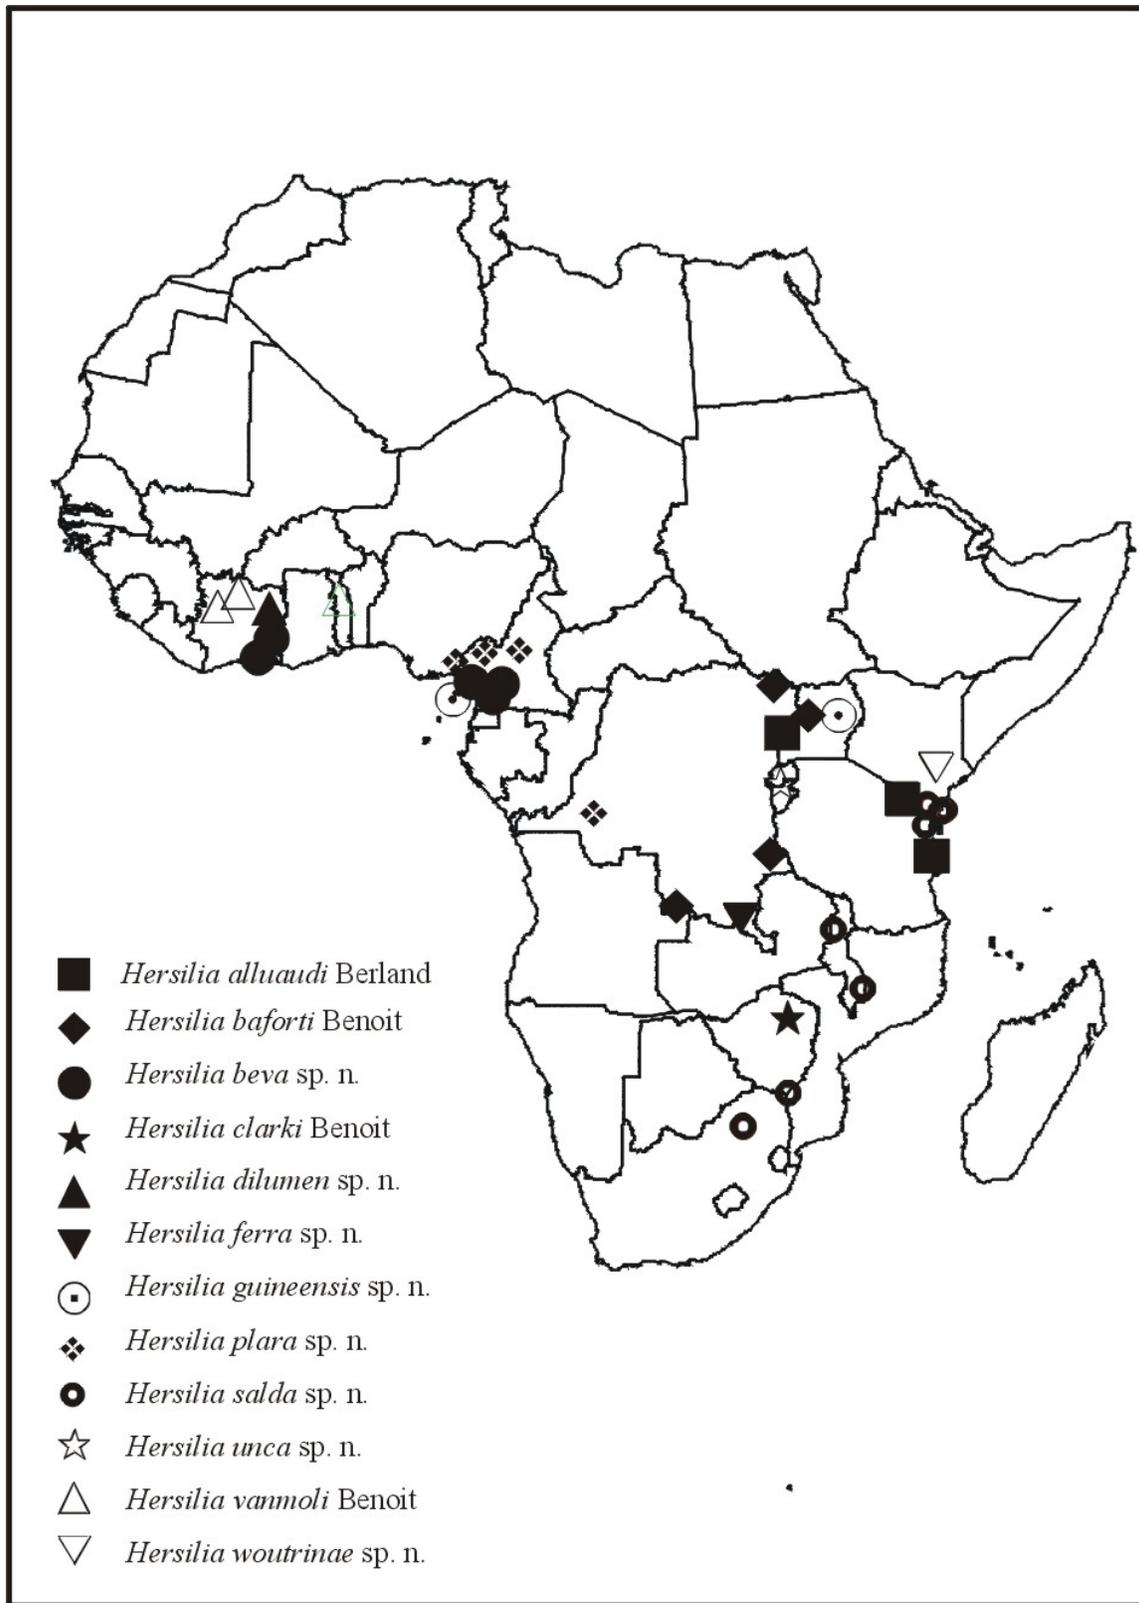 Hersilia alluaudi Berland
Hersilia baforti Benoit
Hersilia beva sp. n.
Hersilia clarki Benoit
Hersilia dilumen sp. n.
Hersilia ferra sp. n.
Hersilia guineensis sp. n.
Hersilia plara sp. n.
Hersilia salda sp. n.
Hersilia unca sp. n.
Hersilia vanmoli Benoit
Hersilia woutrinae sp. n.